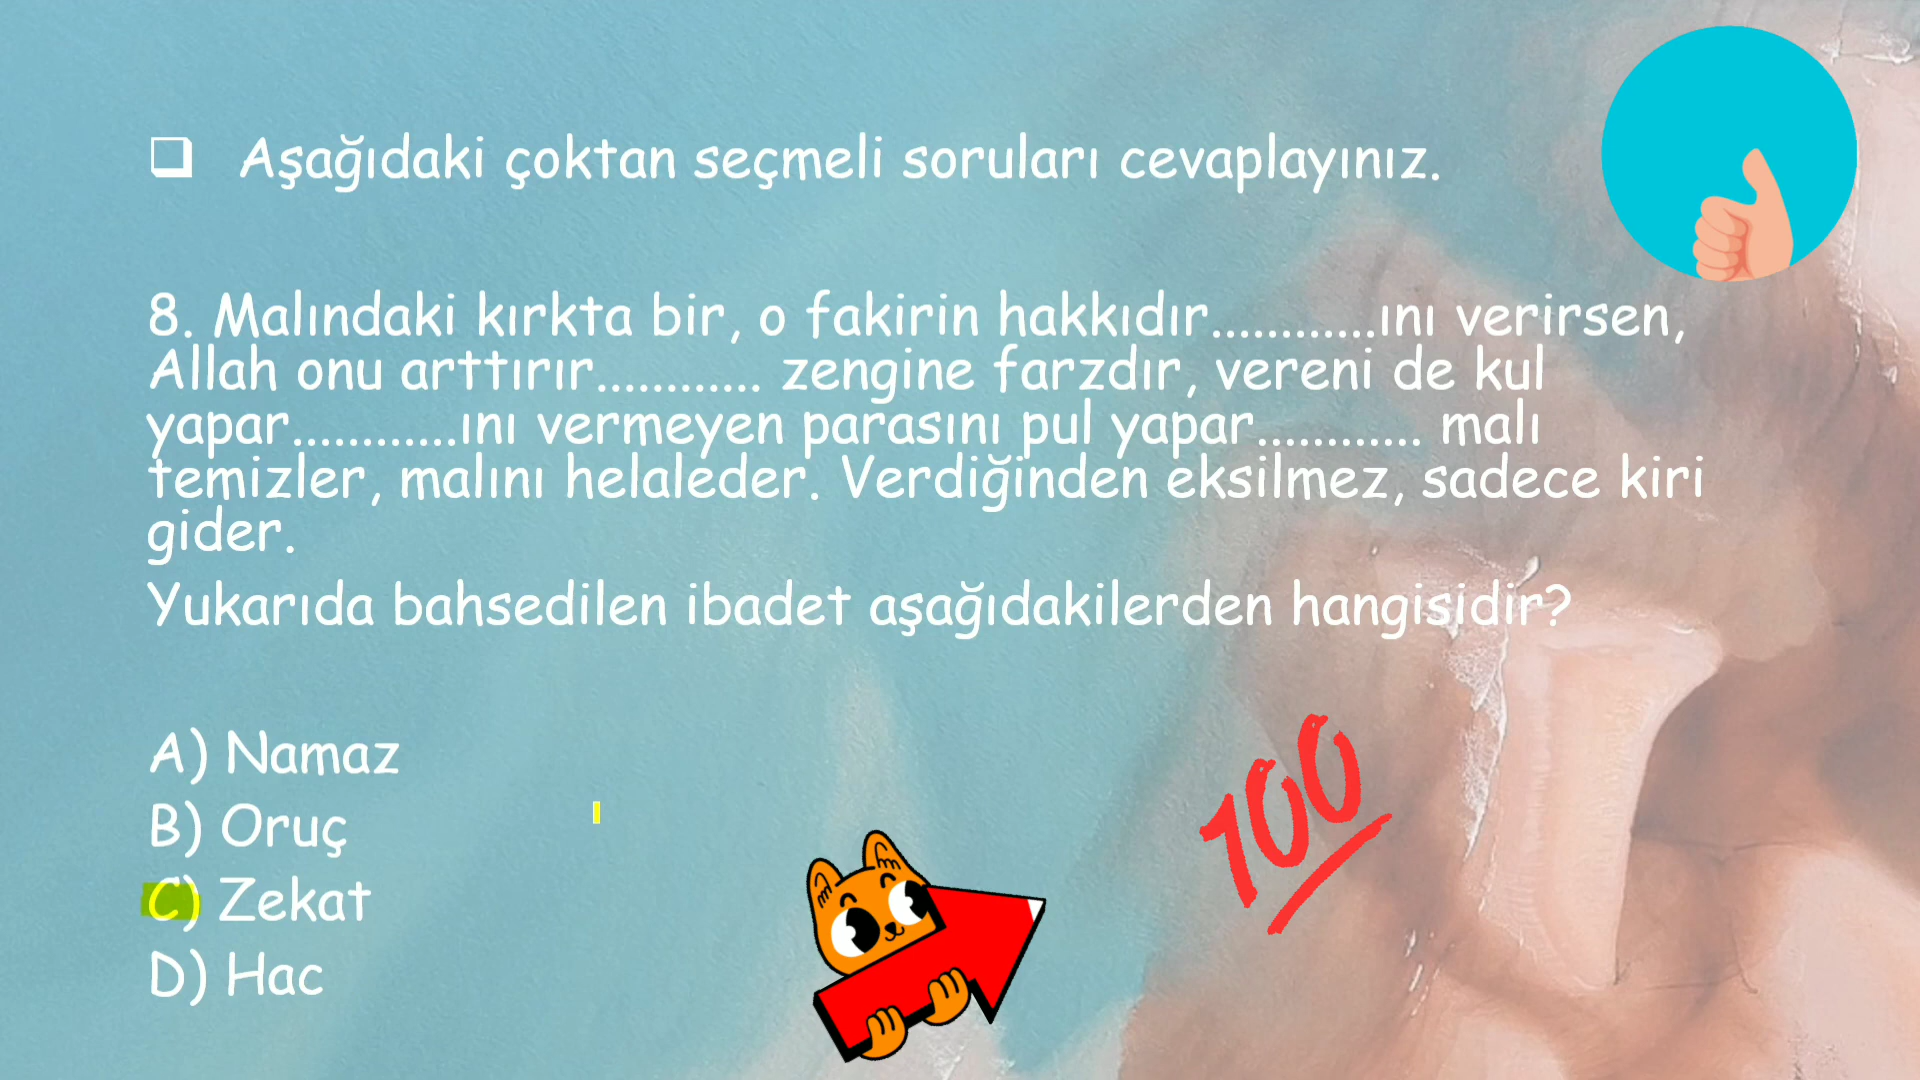 Aşağıdaki çoktan seçmeli soruları cevaplayınız.
8. Malındaki kırkta bir, o fakirin hakkıdır............ını verirsen,
Allah onu arttırır............ zengine farzdır, vereni de kul
yapar............ını vermeyen parasını pul yapar............ malı
temizler, malını helaleder. Verdiğinden eksilmez, sadece kiri
gider.
Yukarıda bahsedilen ibadet aşağıdakilerden hangisidir?
A) Namaz
B) Oruç
C) Zekat
D) Hac
100